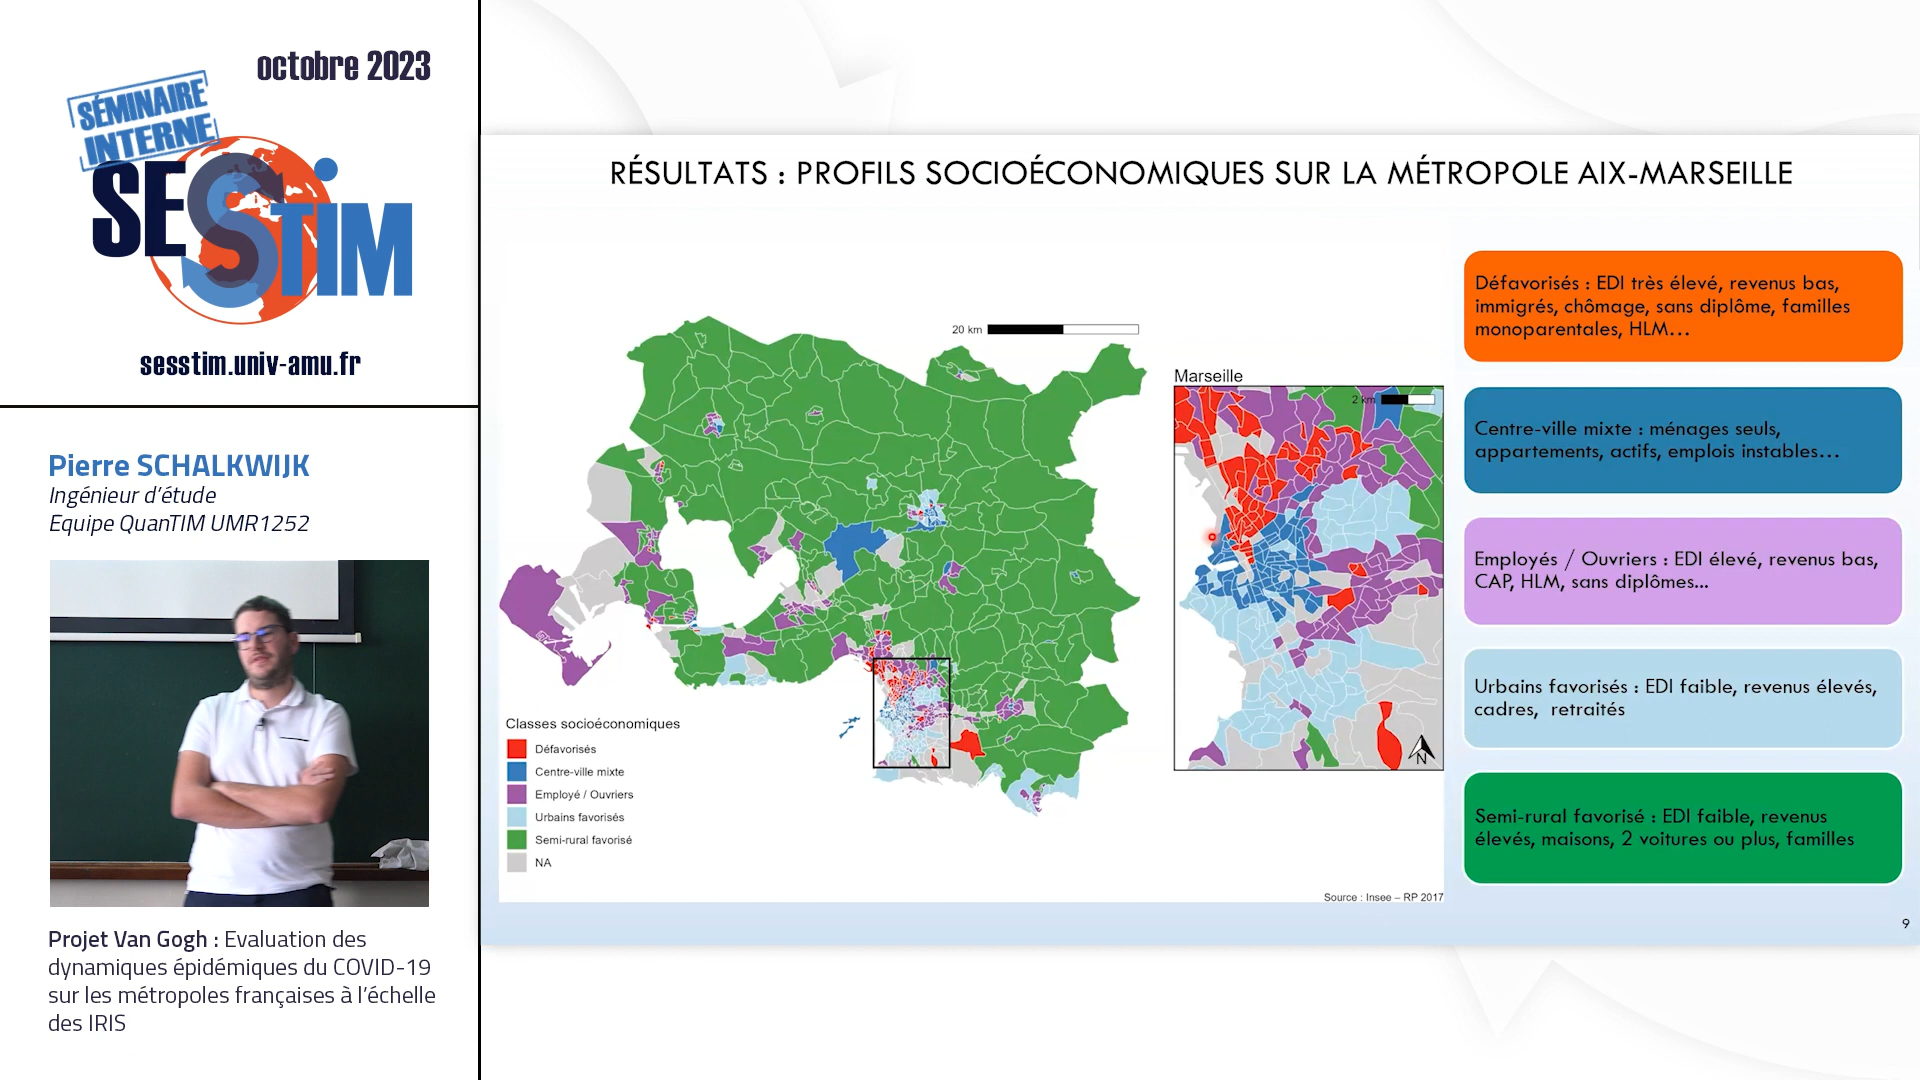 octobre 2023
SÉMINAIRE
INTERNE
SESSTIM
sesstim.univ-amu.fr
Pierre SCHALKWIJK
Ingénieur d'étude
Equipe QuanTIM UMR1252
Projet Van Gogh : Evaluation des
dynamiques épidémiques du COVID-19
sur les métropoles françaises à l'échelle
des IRIS
RÉSULTATS : PROFILS SOCIOÉCONOMIQUES SUR LA MÉTROPOLE AIX-MARSEILLE
20 km
Marseille
2 km
N
Classes socioéconomiques
Défavorisés
Centre-ville mixte
Employé / Ouvriers
Urbains favorisés
Semi-rural favorisé
NA
Source : Insee – RP 2017
Défavorisés : EDI très élevé, revenus bas,
immigrés, chômage, sans diplôme, familles
monoparentales, HLM…
Centre-ville mixte : ménages seuls,
appartements, actifs, emplois instables…
Employés / Ouvriers : EDI élevé, revenus bas,
CAP, HLM, sans diplômes...
Urbains favorisés : EDI faible, revenus élevés,
cadres, retraités
Semi-rural favorisé : EDI faible, revenus
élevés, maisons, 2 voitures ou plus, familles
9